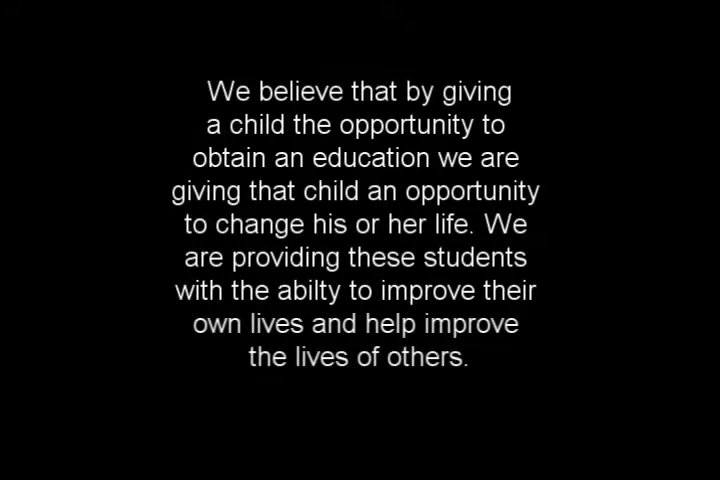 We believe that by giving
a child the opportunity to
obtain an education we are
giving that child an opportunity
to change his or her life. We
are providing these students
with the abilty to improve their
own lives and help improve
the lives of others.